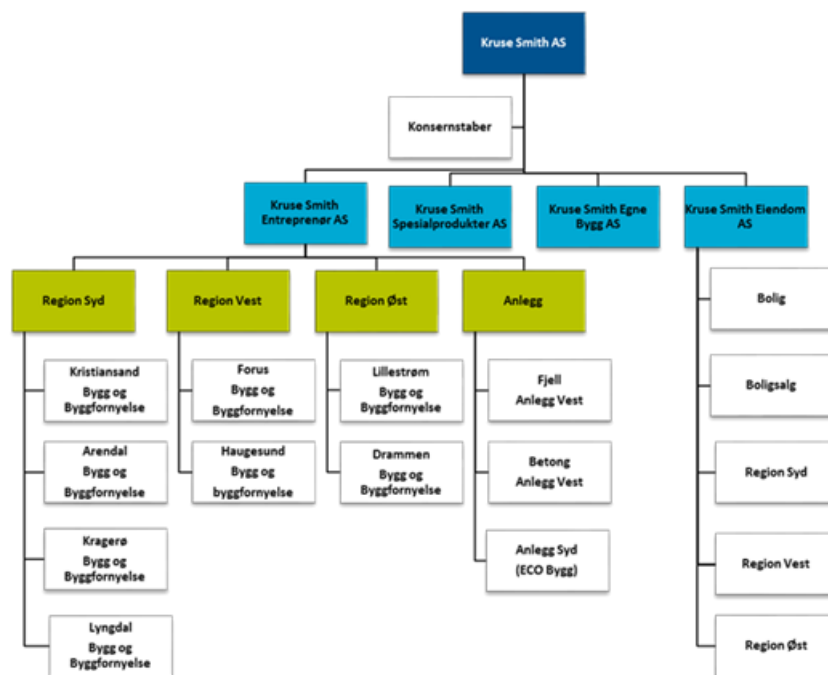 Kruse Smith AS
Konsernstaber
Kruse Smith
Entreprenør AS
Kruse Smith
Spesialprodukter AS
Kruse Smith Egne
Bygg AS
Kruse Smith Eiendom
AS
Region Syd
Region Vest
Region Øst
Anlegg
Kristiansand
Bygg og
Byggfornyelse
Arendal
Bygg og
Byggfornyelse
Kragerø
Bygg og
Byggfornyelse
Lyngdal
Bygg og
Byggfornyelse
Forus
Bygg og
Byggfornyelse
Haugesund
Bygg og
byggfornyelse
Lillestrøm
Bygg og
Byggfornyelse
Drammen
Bygg og
Byggfornyelse
Fjell
Anlegg Vest
Betong
Anlegg Vest
Anlegg Syd
(ECO Bygg)
Bolig
Boligsalg
Region Syd
Region Vest
Region Øst